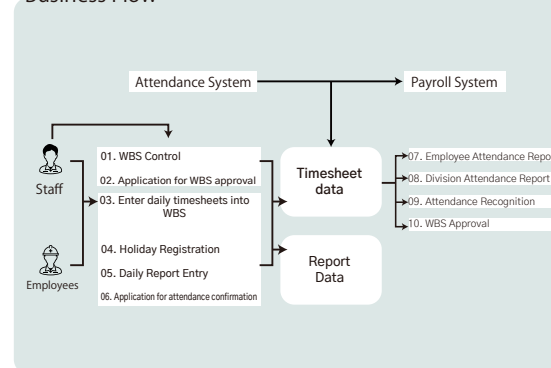 Business Flow
Attendance System
Payroll System
Staff
Employees
01. WBS Control
02. Application for WBS approval
03. Enter daily timesheets into
WBS
04. Holiday Registration
05. Daily Report Entry
06. Application for attendance confirmation
Timesheet
data
Report
Data
07. Employee Attendance Repo
08. Division Attendance Report
09. Attendance Recognition
10. WBS Approval